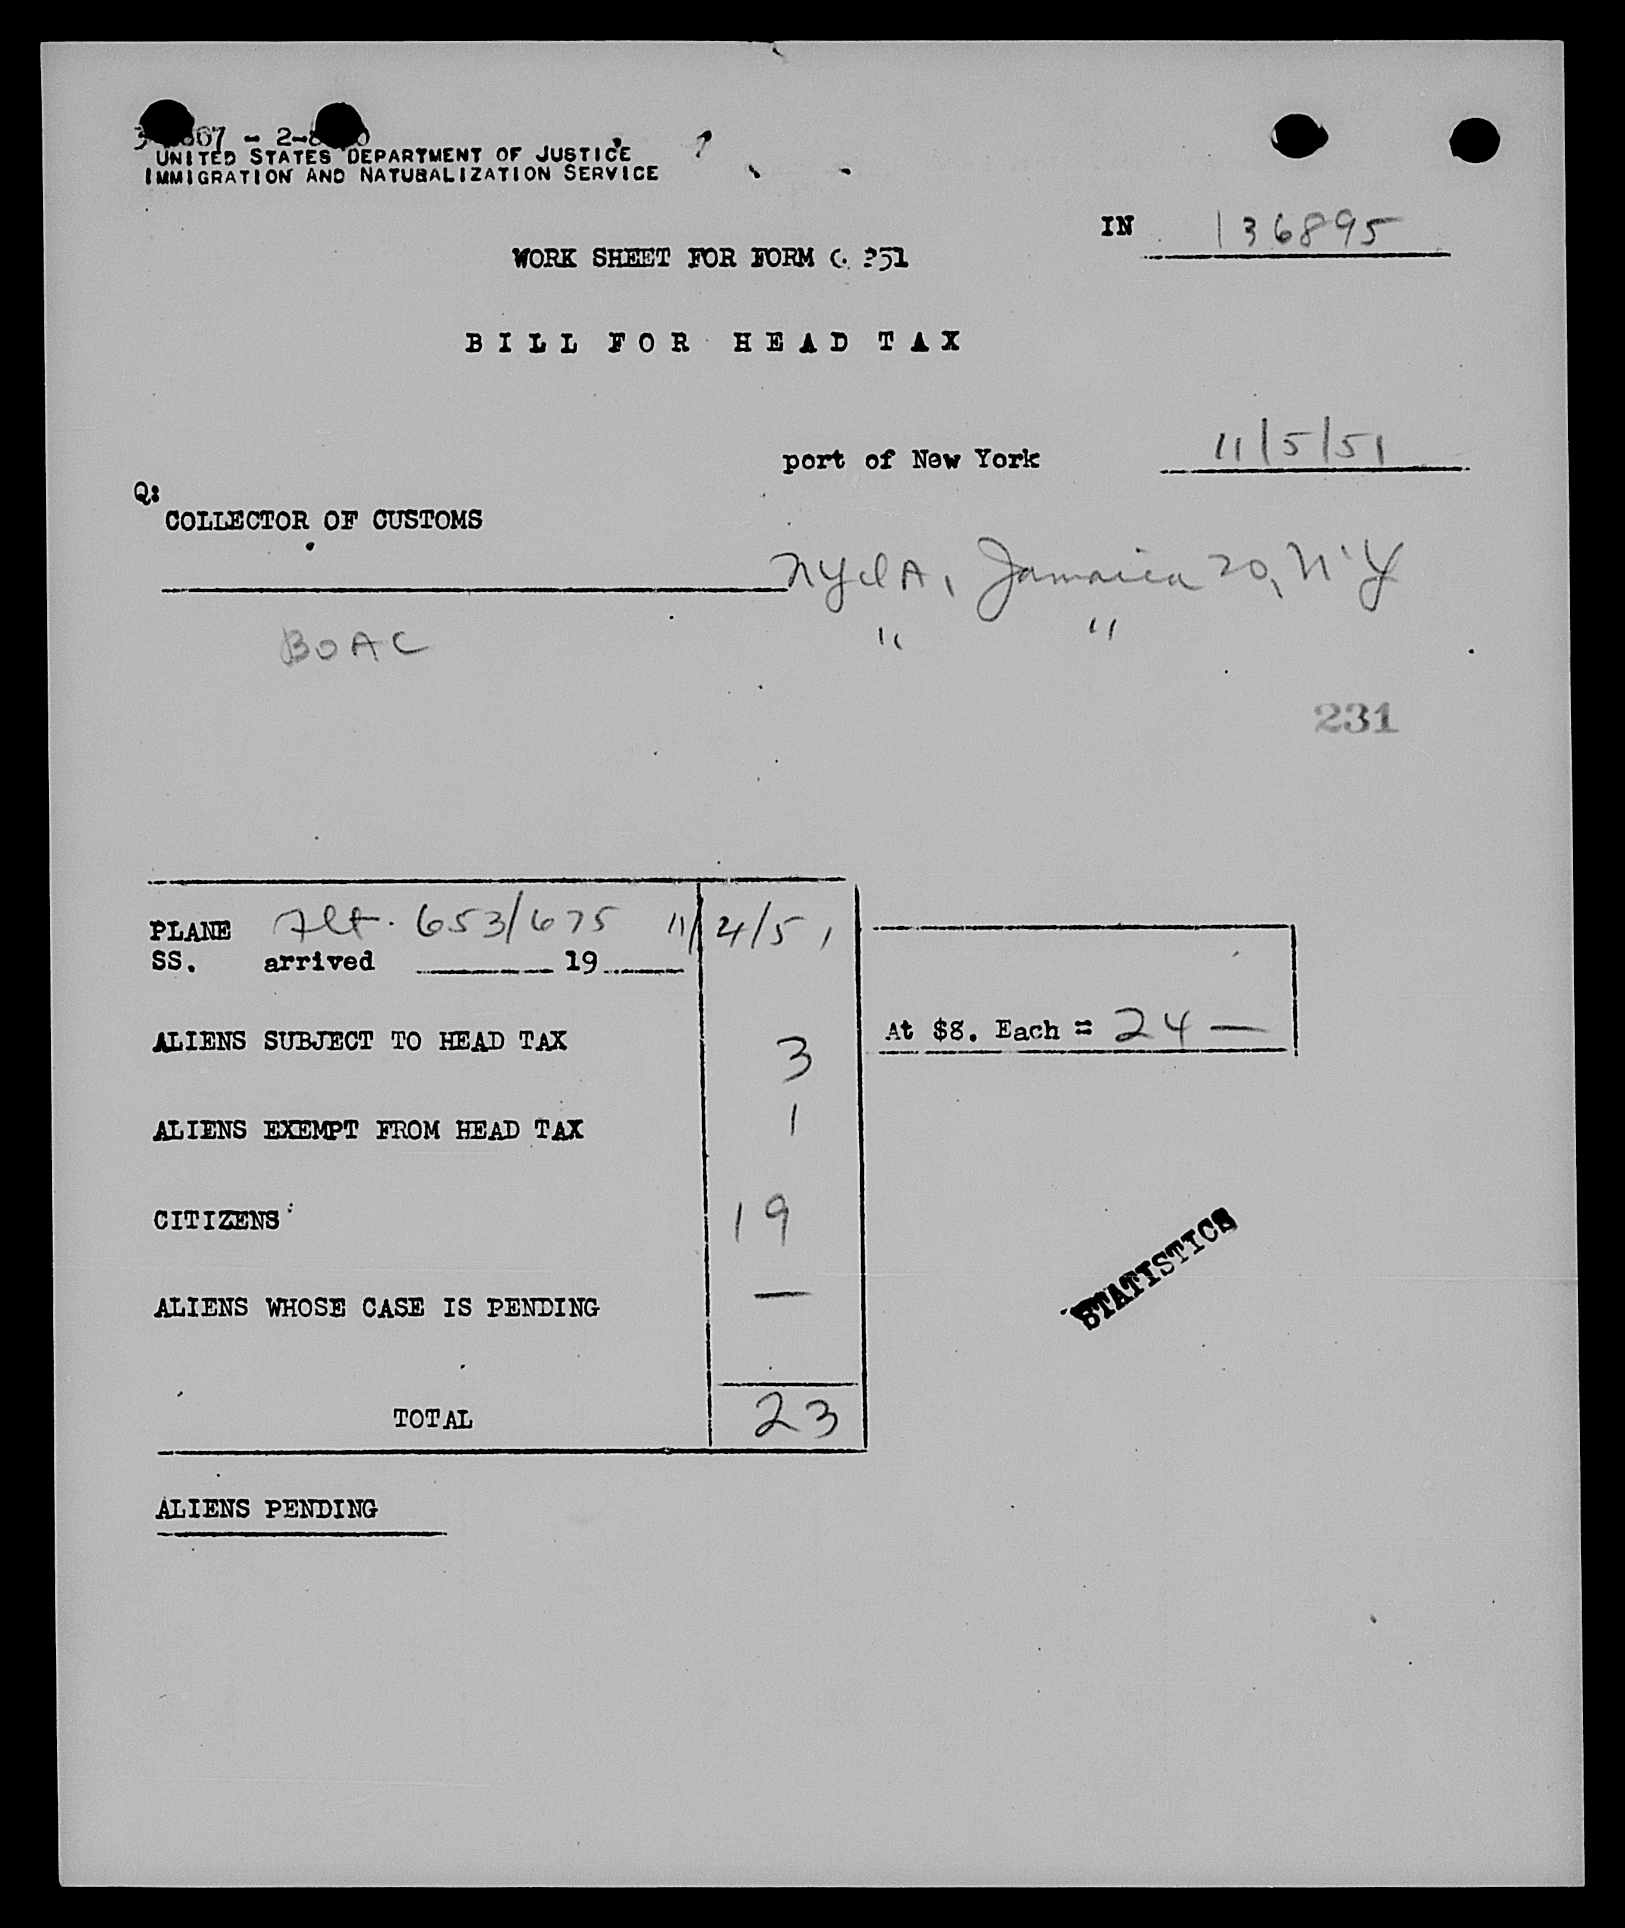 67 - 2-
UNITED STATES DEPARTMENT OF JUSTICE
IMMIGRATION AND NATURALIZATION SERVICE
IN 136895
WORK SHEET FOR FORM 51
BILL FOR HEAD TAX
port of New York 11/5/51
Q:
COLLECTOR OF CUSTOMS
Jamaica 20, N.Y
BOAC " "
231
PLANE Flt. 653/675 11/4/51
SS. arrived 19
ALIENS SUBJECT TO HEAD TAX 3 At $8. Each = 24 —
ALIENS EXEMPT FROM HEAD TAX 1
CITIZENS 19
ALIENS WHOSE CASE IS PENDING —
STATISTICS
TOTAL 23
ALIENS PENDING